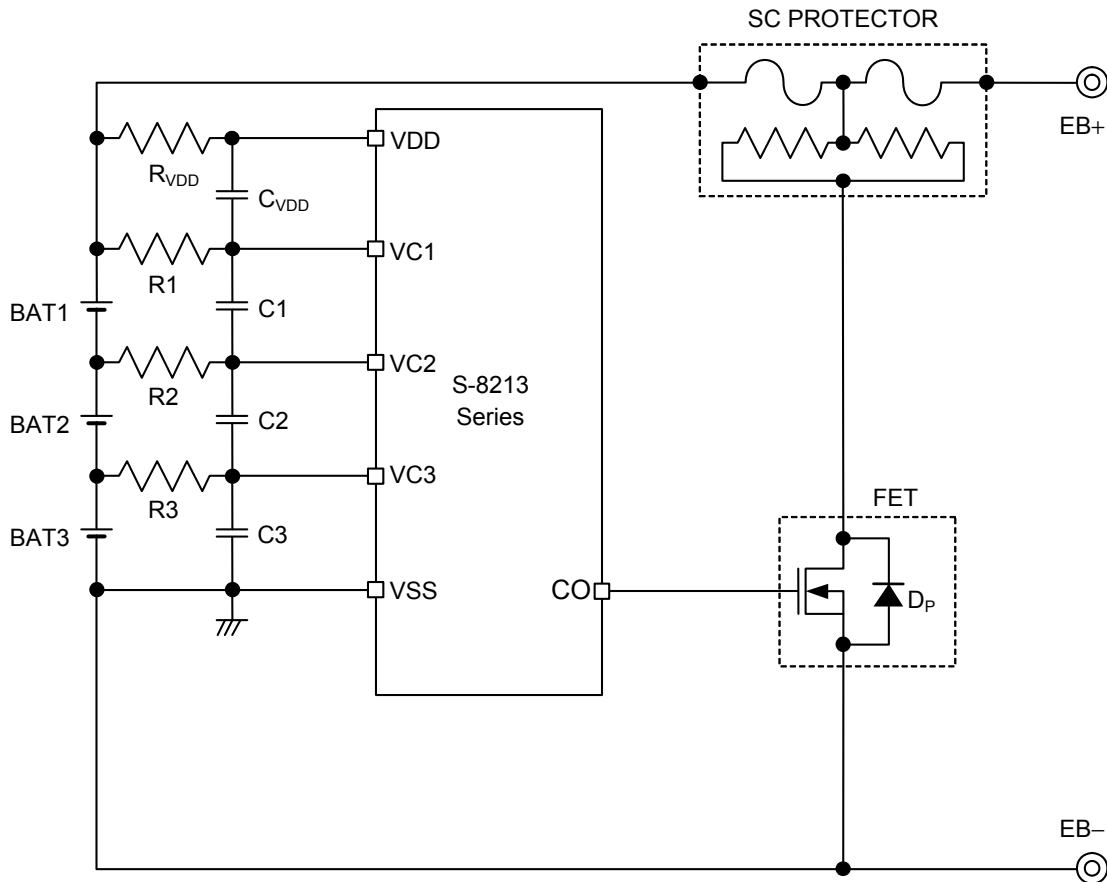 SC PROTECTOR
EB+
VDD
RVDD
CVDD
VC1
R1
BAT1
C1
VC2
S-8213
Series
R2
BAT2
C2
VC3
R3
FET
BAT3
C3
VSS
CO
DP
EB−